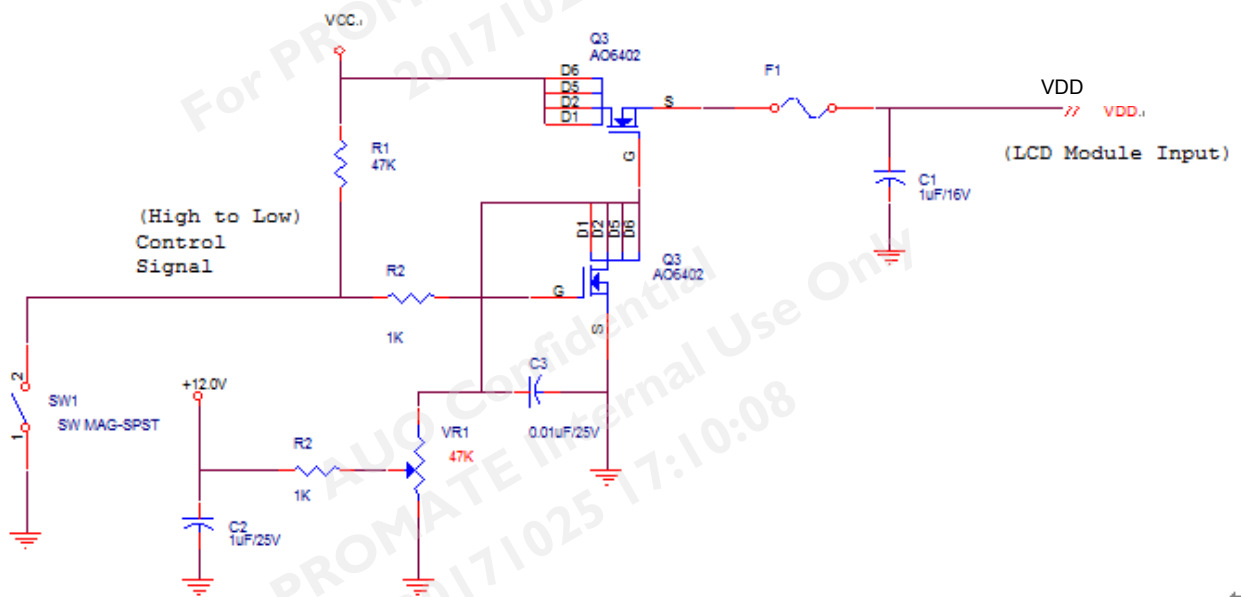 VCC.
Q3
AO6402
D6
D5
D2
D1
S
G
F1
VDD
VDD.
(LCD Module Input)
R1
47K
C1
1uF/16V
(High to Low)
Control
Signal
D1
D2
D5
D6
Q3
AO6402
R2
G
1K
S
2
SW1
SW MAG-SPST
1
+12.0V
C3
0.01uF/25V
R2
1K
VR1
47K
C2
1uF/25V
For PROM
2017102
AUO Confidential
PROMATE Internal Use Only
20171025 17:10:08